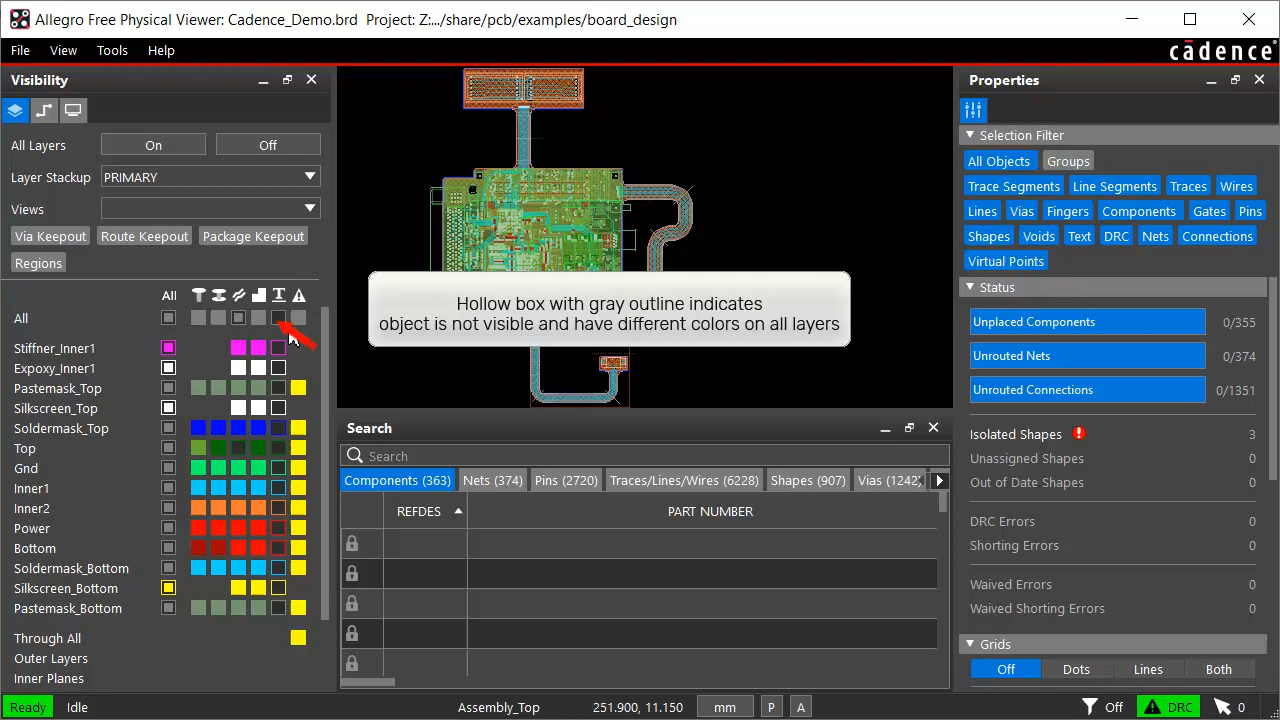 Allegro Free Physical Viewer: Cadence_Demo.brd  Project: Z:.../share/pcb/examples/board_design
File View Tools Help
cādence®
Visibility
All Layers On Off
Layer Stackup PRIMARY
Views
Via Keepout Route Keepout Package Keepout
Regions
All
All
Stiffner_Inner1
Expoxy_Inner1
Pastemask_Top
Silkscreen_Top
Soldermask_Top
Top
Gnd
Inner1
Inner2
Power
Bottom
Soldermask_Bottom
Silkscreen_Bottom
Pastemask_Bottom
Through All
Outer Layers
Inner Planes
Hollow box with gray outline indicates
object is not visible and have different colors on all layers
Search
Search
Components (363) Nets (374) Pins (2720) Traces/Lines/Wires (6228) Shapes (907) Vias (1242)
REFDES PART NUMBER
Properties
Selection Filter
All Objects Groups
Trace Segments Line Segments Traces Wires
Lines Vias Fingers Components Gates Pins
Shapes Voids Text DRC Nets Connections
Virtual Points
Status
Unplaced Components 0/355
Unrouted Nets 0/374
Unrouted Connections 0/1351
Isolated Shapes 3
Unassigned Shapes 0
Out of Date Shapes 0
DRC Errors 0
Shorting Errors 0
Waived Errors 0
Waived Shorting Errors 0
Grids
Off Dots Lines Both
Ready Idle Assembly_Top 251.900, 11.150 mm P A Off DRC 0